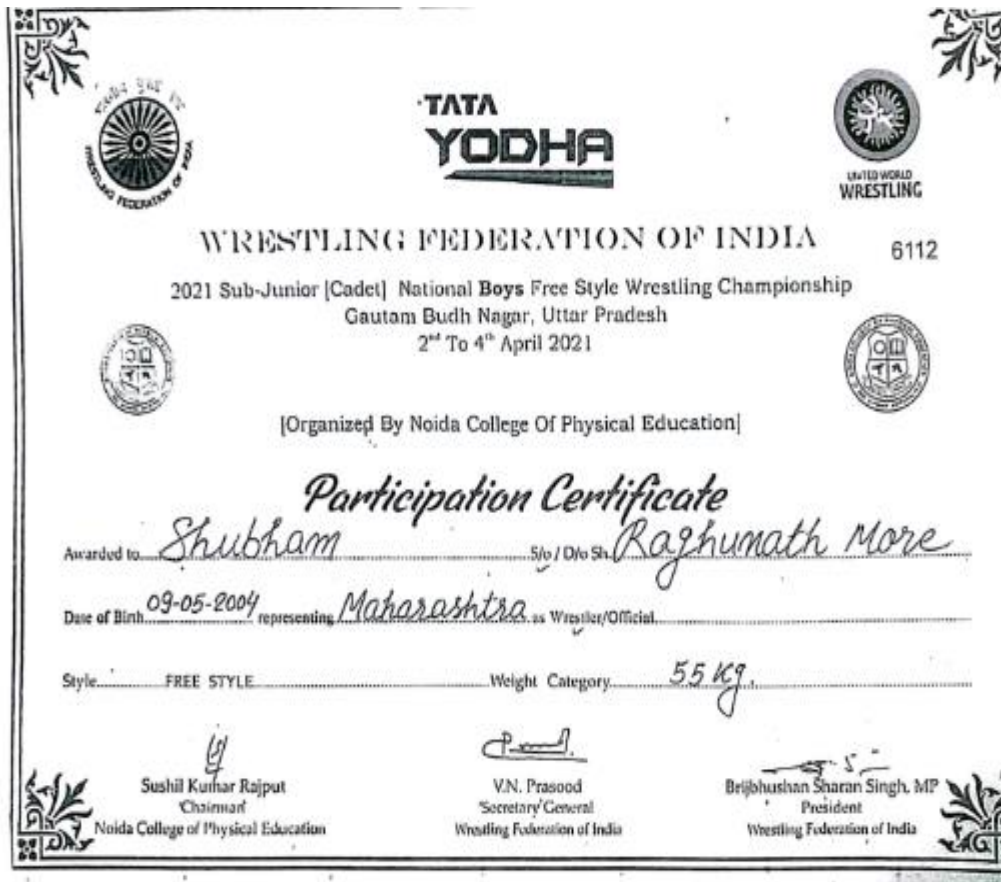 WRESTLING FEDERATION OF INDIA
TATA
YODHA
UNITED WORLD
WRESTLING
WRESTLING FEDERATION OF INDIA
6112
2021 Sub-Junior [Cadet] National Boys Free Style Wrestling Championship
Gautam Budh Nagar, Uttar Pradesh
2nd To 4th April 2021
[Organized By Noida College Of Physical Education]
Participation Certificate
Awarded to Shubham S/o / D/o Sh. Raghunath More
Date of Birth 09-05-2004 representing Maharashtra as Wrestler/Official
Style FREE STYLE Weight Category 55 Kg.
Sushil Kumar Rajput
Chairman
Noida College of Physical Education
V.N. Prasood
Secretary General
Wrestling Federation of India
Brijbhushan Sharan Singh, MP
President
Wrestling Federation of India